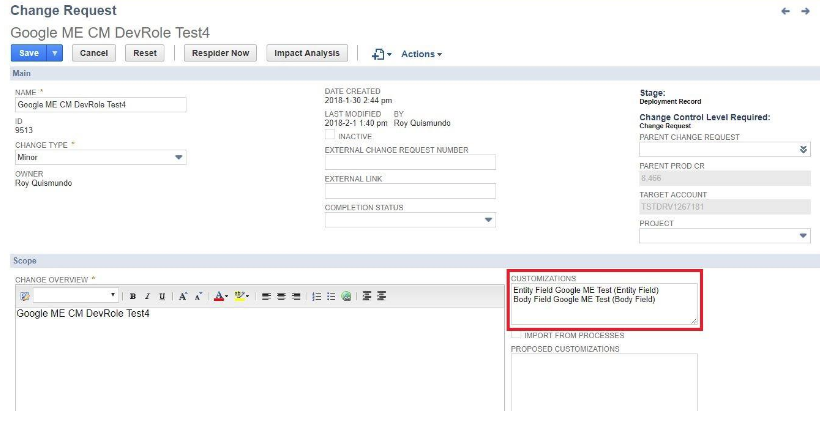 Change Request
Google ME CM DevRole Test4
Save Cancel Reset Respider Now Impact Analysis Actions
Main
NAME *
Google ME CM DevRole Test4
ID
9513
CHANGE TYPE *
Minor
OWNER
Roy Quismundo
DATE CREATED
2018-1-30 2:44 pm
LAST MODIFIED BY
2018-2-1 1:40 pm Roy Quismundo
INACTIVE
EXTERNAL CHANGE REQUEST NUMBER
EXTERNAL LINK
COMPLETION STATUS
Stage:
Deployment Record
Change Control Level Required:
Change Request
PARENT CHANGE REQUEST
PARENT PROD CR
8,456
TARGET ACCOUNT
TSTDRV1267181
PROJECT
Scope
CHANGE OVERVIEW *
B I U A A A
Google ME CM DevRole Test4
CUSTOMIZATIONS
Entity Field Google ME Test (Entity Field)
Body Field Google ME Test (Body Field)
IMPORT FROM PROCESSES
PROPOSED CUSTOMIZATIONS